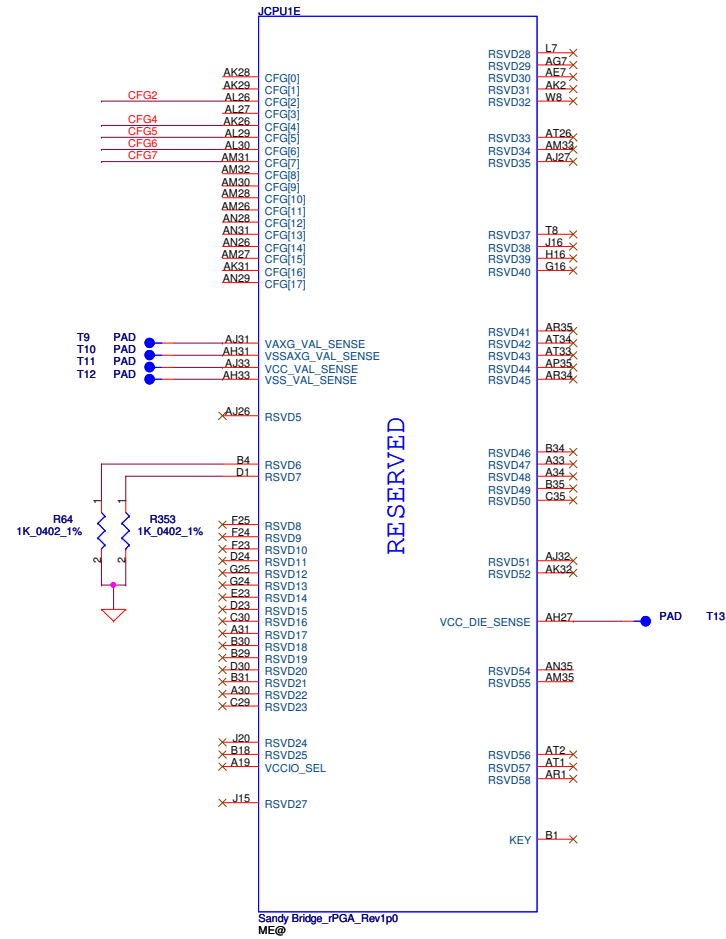 JCPU1E
AK28 CFG[0]
AK29 CFG[1]
CFG2 AL26 CFG[2]
AL27 CFG[3]
CFG4 AK26 CFG[4]
CFG5 AL29 CFG[5]
CFG6 AL30 CFG[6]
CFG7 AM31 CFG[7]
AM32 CFG[8]
AM30 CFG[9]
AM28 CFG[10]
AM26 CFG[11]
AN28 CFG[12]
AN31 CFG[13]
AN26 CFG[14]
AM27 CFG[15]
AK31 CFG[16]
AN29 CFG[17]
T9 PAD AJ31 VAXG_VAL_SENSE
T10 PAD AH31 VSSAXG_VAL_SENSE
T11 PAD AJ33 VCC_VAL_SENSE
T12 PAD AH33 VSS_VAL_SENSE
AJ26 RSVD5
B4 RSVD6
D1 RSVD7
1 1
R64 R353
1K_0402_1% 1K_0402_1%
2 2
F25 RSVD8
F24 RSVD9
F23 RSVD10
D24 RSVD11
G25 RSVD12
G24 RSVD13
E23 RSVD14
D23 RSVD15
C30 RSVD16
A31 RSVD17
B30 RSVD18
B29 RSVD19
D30 RSVD20
B31 RSVD21
A30 RSVD22
C29 RSVD23
J20 RSVD24
B18 RSVD25
A19 VCCIO_SEL
J15 RSVD27
RESERVED
RSVD28 L7
RSVD29 AG7
RSVD30 AE7
RSVD31 AK2
RSVD32 W8
RSVD33 AT26
RSVD34 AM33
RSVD35 AJ27
RSVD37 T8
RSVD38 J16
RSVD39 H16
RSVD40 G16
RSVD41 AR35
RSVD42 AT34
RSVD43 AT33
RSVD44 AP35
RSVD45 AR34
RSVD46 B34
RSVD47 A33
RSVD48 A34
RSVD49 B35
RSVD50 C35
RSVD51 AJ32
RSVD52 AK32
VCC_DIE_SENSE AH27 PAD T13
RSVD54 AN35
RSVD55 AM35
RSVD56 AT2
RSVD57 AT1
RSVD58 AR1
KEY B1
Sandy Bridge_rPGA_Rev1p0
ME@